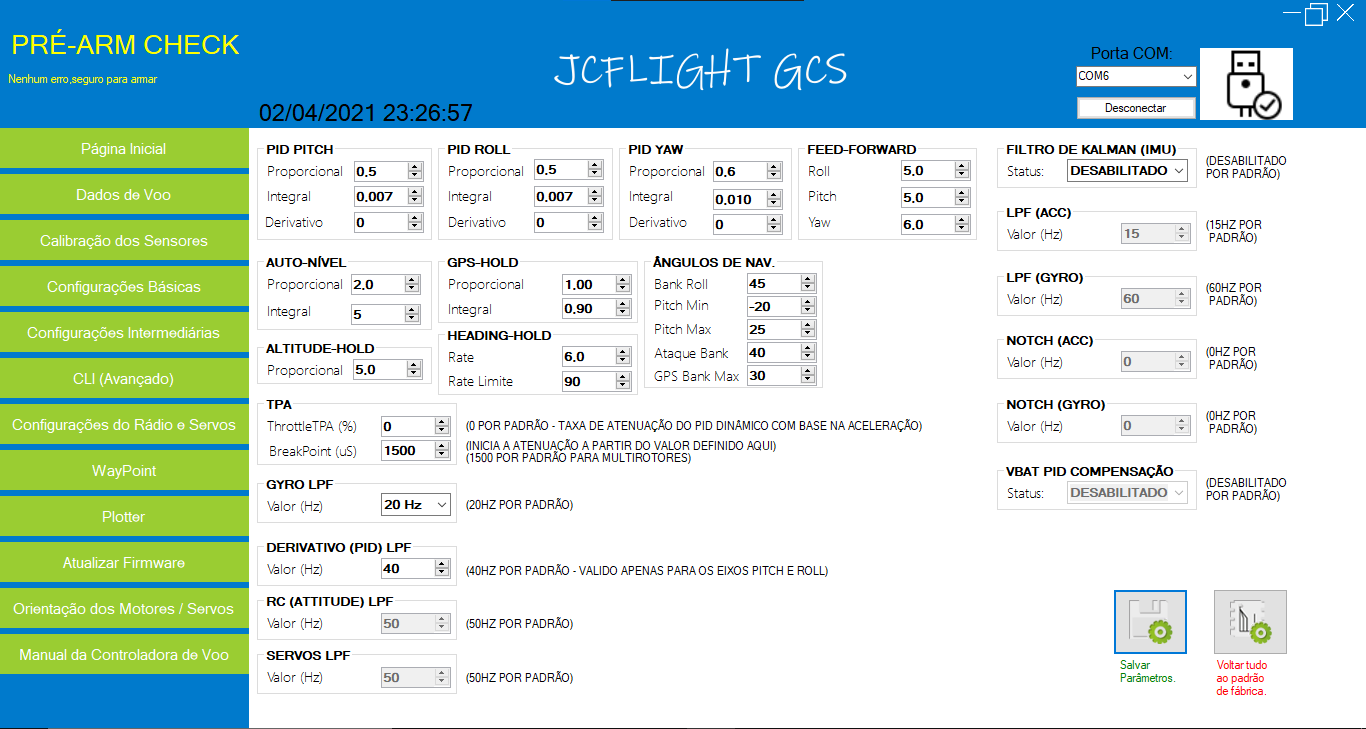 PRÉ-ARM CHECK
Nenhum erro,seguro para armar
JCFLIGHT GCS
02/04/2021 23:26:57
Porta COM:
COM6
Desconectar
Página Inicial
Dados de Voo
Calibração dos Sensores
Configurações Básicas
Configurações Intermediárias
CLI (Avançado)
Configurações do Rádio e Servos
WayPoint
Plotter
Atualizar Firmware
Orientação dos Motores / Servos
Manual da Controladora de Voo
PID PITCH
Proporcional 0.5
Integral 0.007
Derivativo 0
PID ROLL
Proporcional 0.5
Integral 0.007
Derivativo 0
PID YAW
Proporcional 0.6
Integral 0.010
Derivativo 0
FEED-FORWARD
Roll 5.0
Pitch 5.0
Yaw 6.0
AUTO-NÍVEL
Proporcional 2.0
Integral 5
ALTITUDE-HOLD
Proporcional 5.0
GPS-HOLD
Proporcional 1.00
Integral 0.90
HEADING-HOLD
Rate 6.0
Rate Limite 90
ÂNGULOS DE NAV.
Bank Roll 45
Pitch Min -20
Pitch Max 25
Ataque Bank 40
GPS Bank Max 30
TPA
ThrottleTPA (%) 0 (0 POR PADRÃO - TAXA DE ATENUAÇÃO DO PID DINÂMICO COM BASE NA ACELERAÇÃO)
BreakPoint (uS) 1500 (INICIA A ATENUAÇÃO A PARTIR DO VALOR DEFINIDO AQUI)
(1500 POR PADRÃO PARA MULTIROTORES)
GYRO LPF
Valor (Hz) 20 Hz (20HZ POR PADRÃO)
DERIVATIVO (PID) LPF
Valor (Hz) 40 (40HZ POR PADRÃO - VALIDO APENAS PARA OS EIXOS PITCH E ROLL)
RC (ATTITUDE) LPF
Valor (Hz) 50 (50HZ POR PADRÃO)
SERVOS LPF
Valor (Hz) 50 (50HZ POR PADRÃO)
FILTRO DE KALMAN (IMU)
Status: DESABILITADO
(DESABILITADO
POR PADRÃO)
LPF (ACC)
Valor (Hz) 15
(15HZ POR
PADRÃO)
LPF (GYRO)
Valor (Hz) 60
(60HZ POR
PADRÃO)
NOTCH (ACC)
Valor (Hz) 0
(0HZ POR
PADRÃO)
NOTCH (GYRO)
Valor (Hz) 0
(0HZ POR
PADRÃO)
VBAT PID COMPENSAÇÃO
Status: DESABILITADO
(DESABILITADO
POR PADRÃO)
Salvar
Parâmetros.
Voltar tudo
ao padrão
de fábrica.